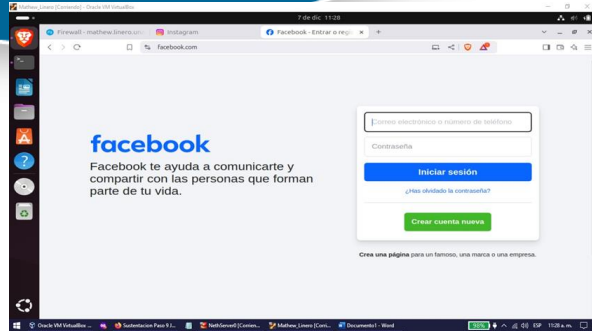 Mathew_Linero [Corriendo] - Oracle VM VirtualBox
7 de dic 11:28
Firewall - mathew.linero.un
Instagram
Facebook - Entrar o regi
facebook.com
Correo electrónico o número de teléfono
Contraseña
facebook
Facebook te ayuda a comunicarte y
compartir con las personas que forman
parte de tu vida.
Iniciar sesión
¿Has olvidado la contraseña?
Crear cuenta nueva
Crea una página para un famoso, una marca o una empresa.
Oracle VM VirtualBox ...
Sustentacion Paso 9 J...
NethServer0 [Corrien...
Mathew_Linero [Corri...
Documento1 - Word
98%
ESP
11:28 a. m.